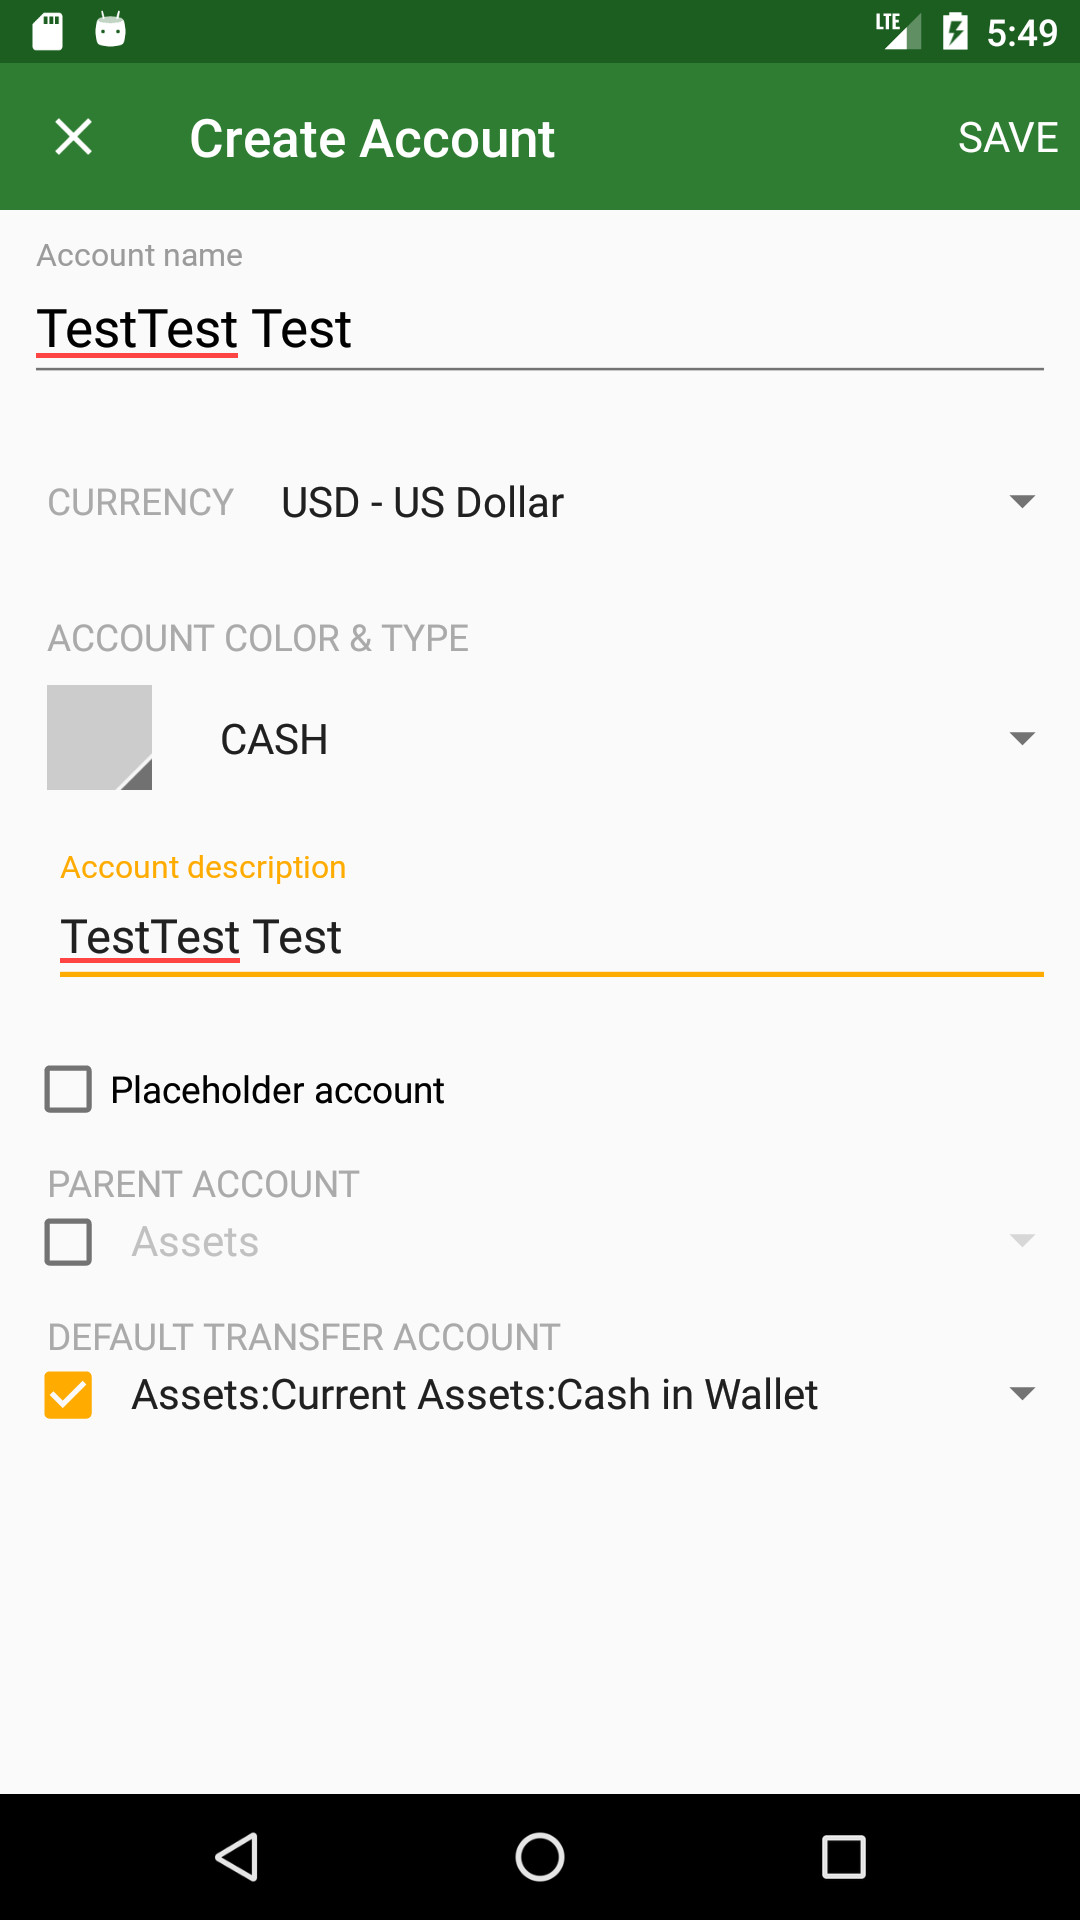 LTE 5:49
Create Account SAVE
Account name
TestTest Test
CURRENCY USD - US Dollar
ACCOUNT COLOR & TYPE
CASH
Account description
TestTest Test
Placeholder account
PARENT ACCOUNT
Assets
DEFAULT TRANSFER ACCOUNT
Assets:Current Assets:Cash in Wallet